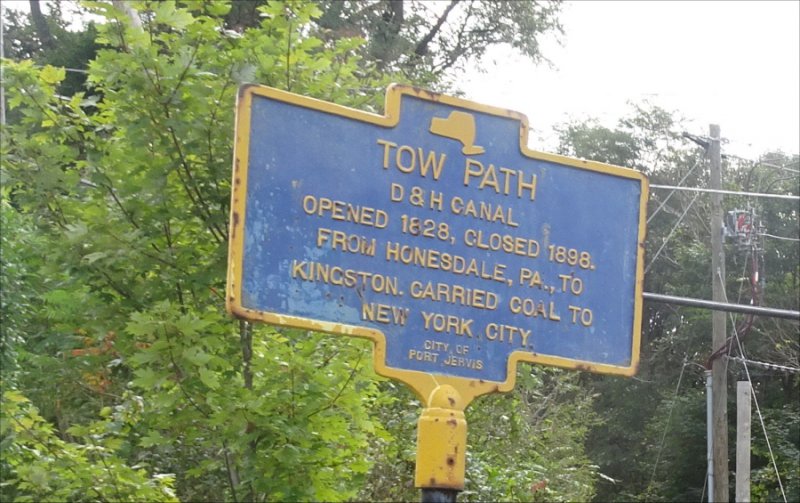 TOW PATH
D & H CANAL
OPENED 1828, CLOSED 1898.
FROM HONESDALE, PA., TO
KINGSTON. CARRIED COAL TO
NEW YORK CITY.
CITY OF
PORT JERVIS